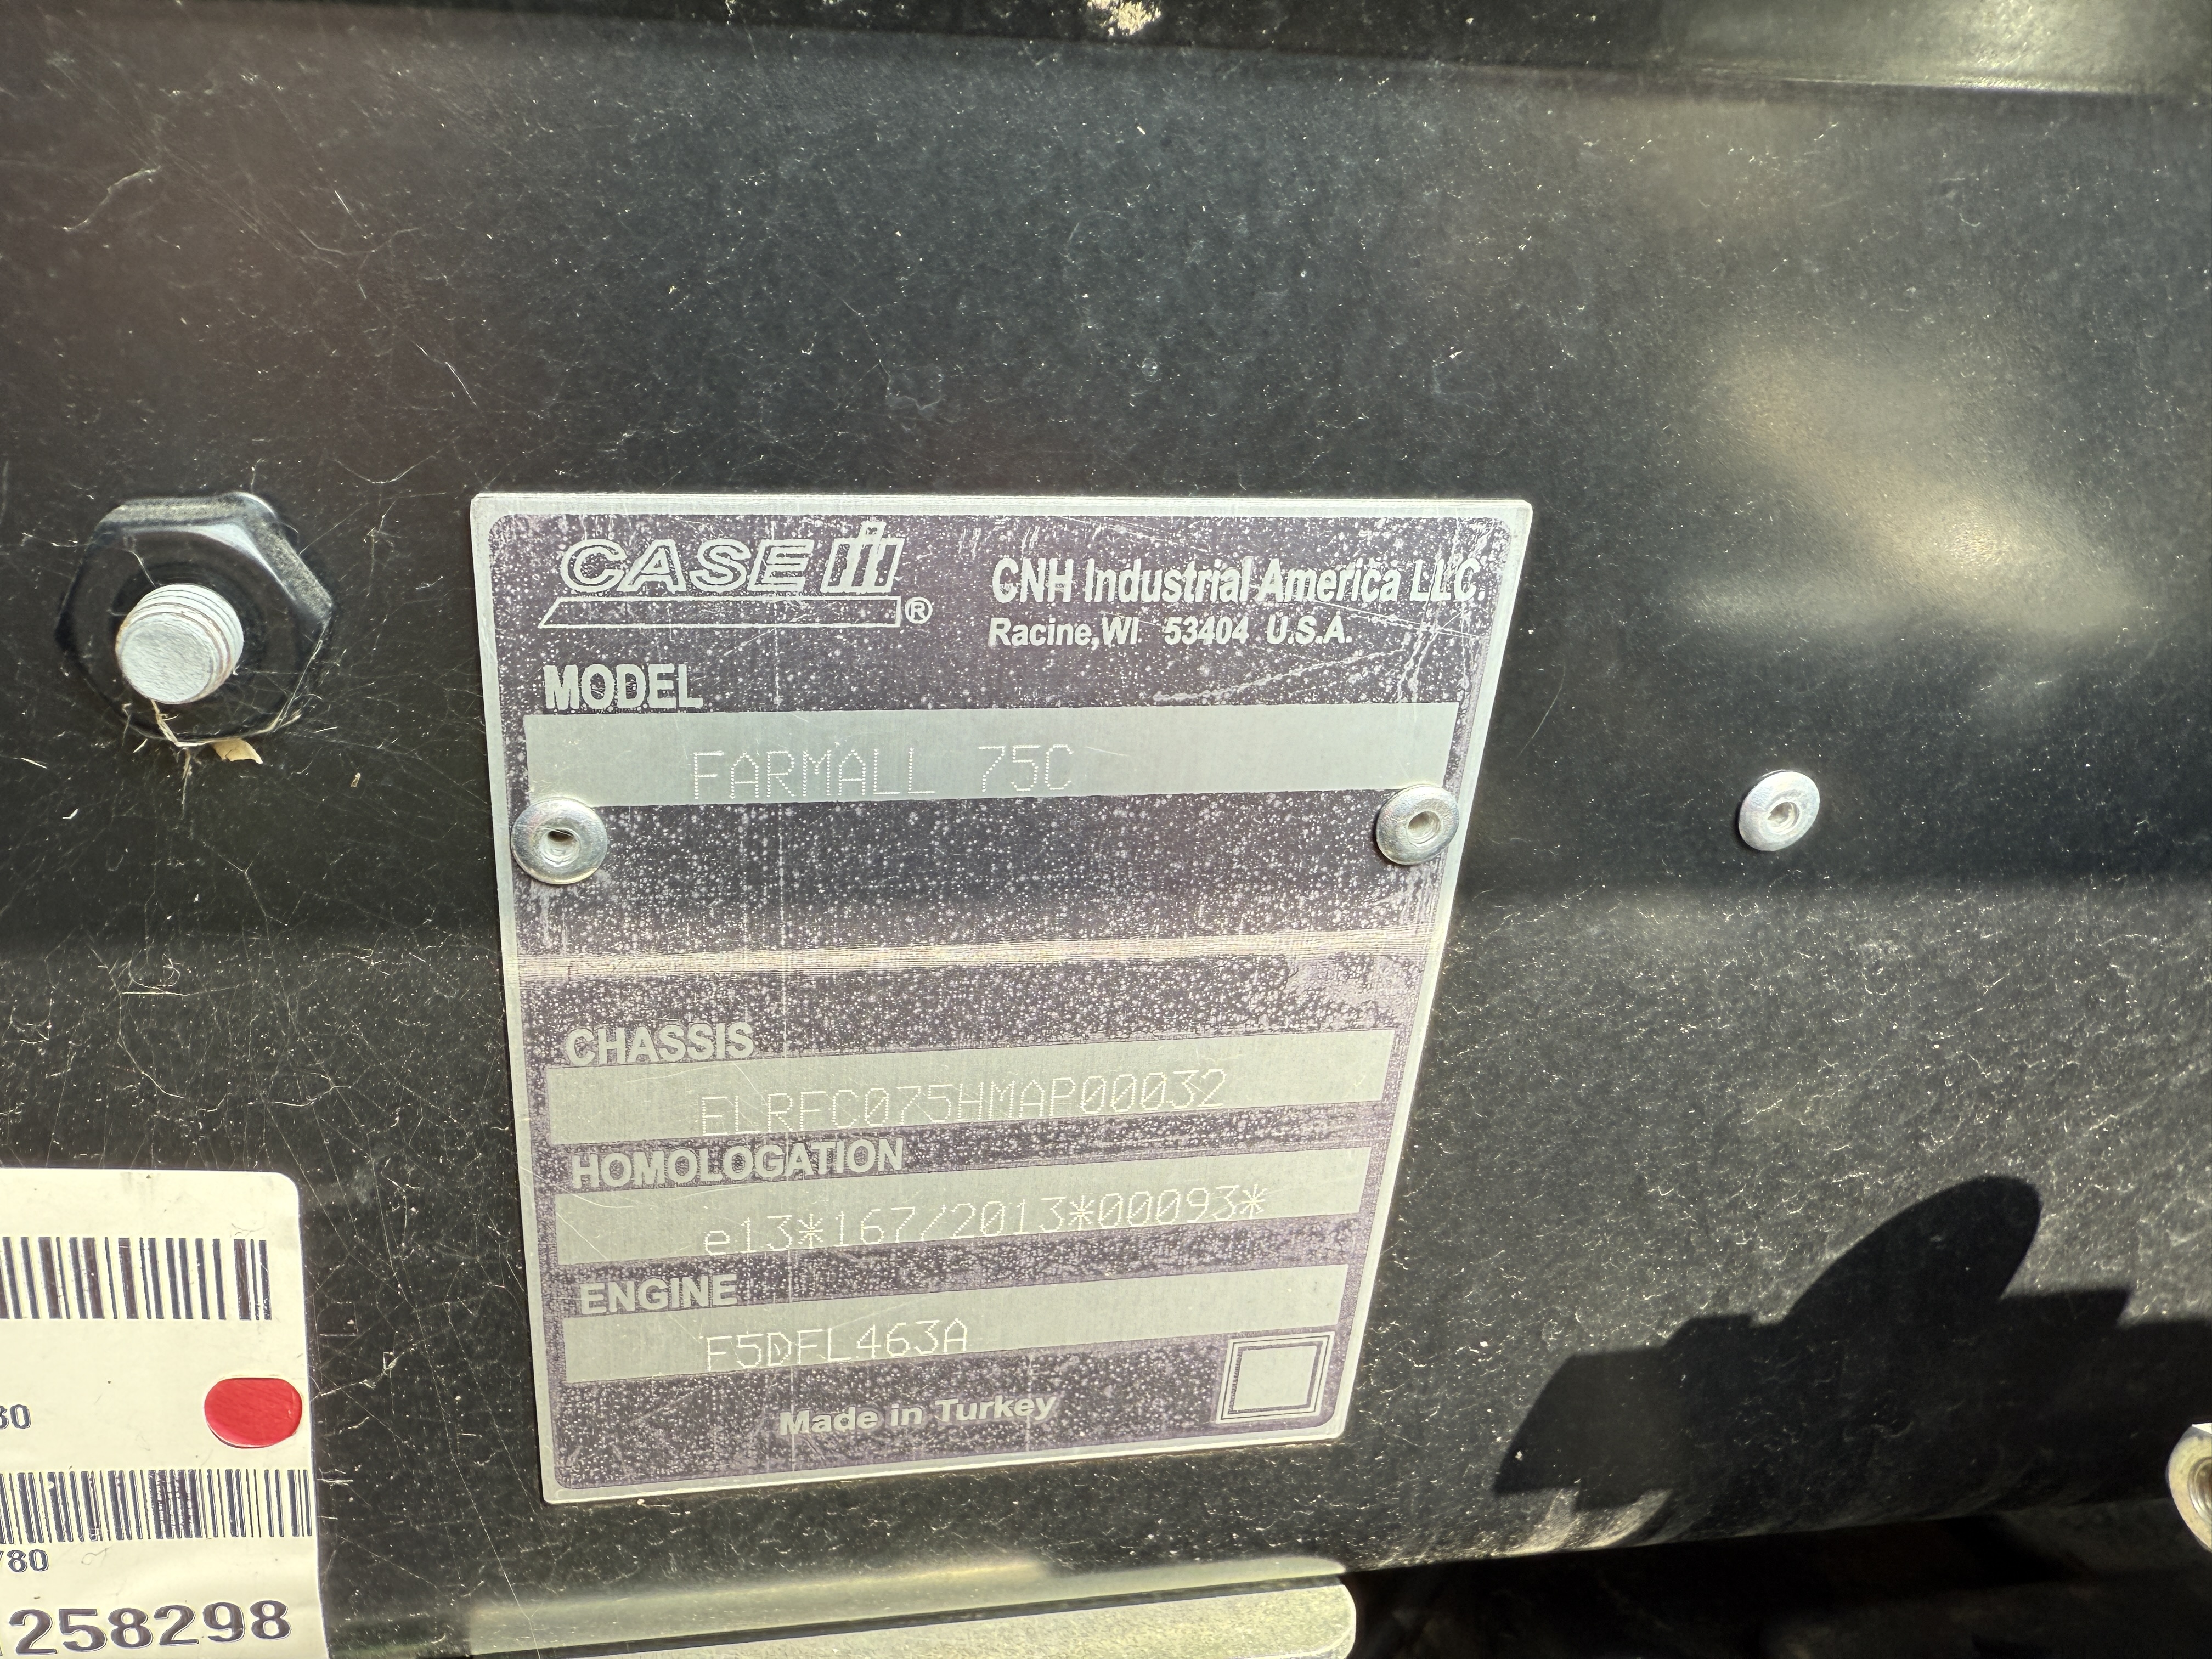 CASE IH ®
CNH Industrial America LLC.
Racine, WI 53404 U.S.A.
MODEL
FARMALL 75C
CHASSIS
ELRFC075HMAP00032
HOMOLOGATION
e13*167/2013*00093*
ENGINE
F5DFL463A
Made in Turkey
30
780
1258298